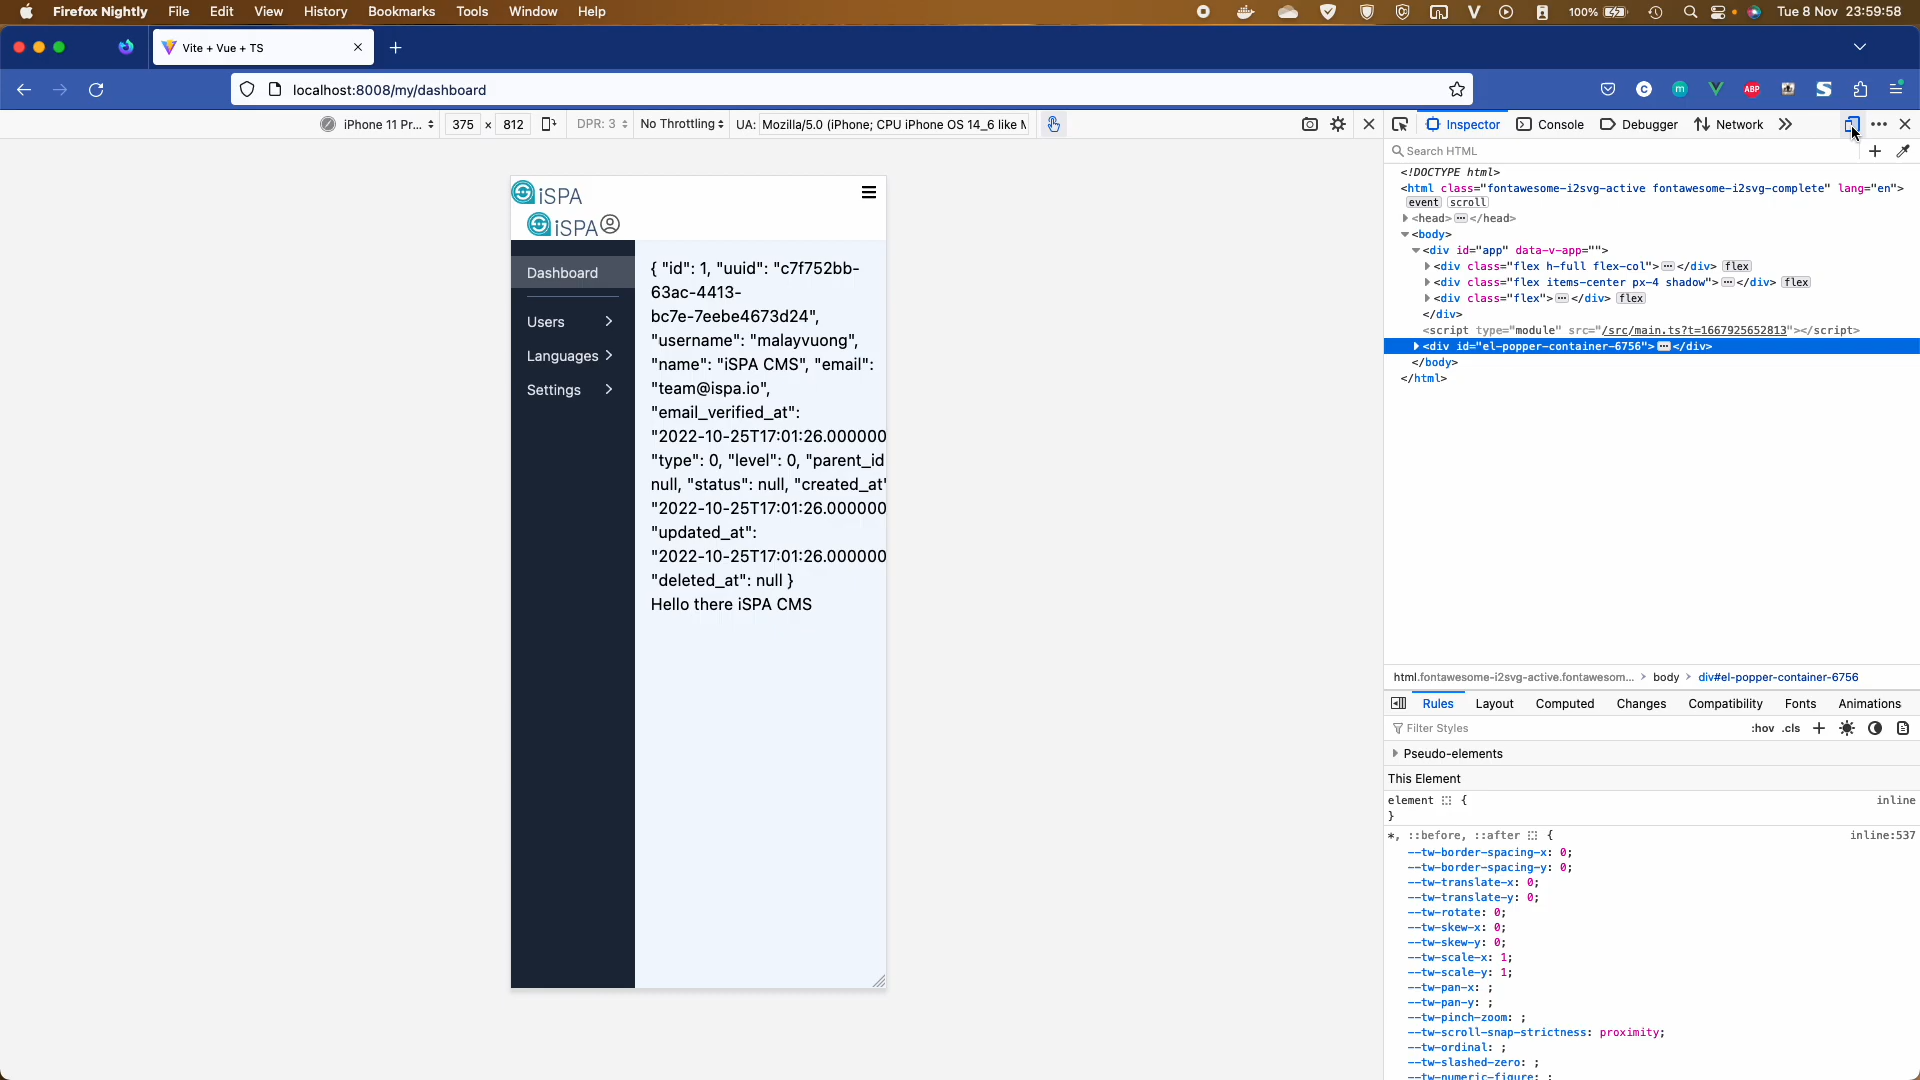 Firefox Nightly File Edit View History Bookmarks Tools Window Help 100% Tue 8 Nov 23:59:58
Vite + Vue + TS
localhost:8008/my/dashboard
iPhone 11 Pr... 375 × 812 DPR: 3 No Throttling UA: Mozilla/5.0 (iPhone; CPU iPhone OS 14_6 like M
Inspector Console Debugger Network
Search HTML
<!DOCTYPE html>
<html class="fontawesome-i2svg-active fontawesome-i2svg-complete" lang="en">
event scroll
<head> </head>
<body>
<div id="app" data-v-app="">
<div class="flex h-full flex-col"> </div> flex
<div class="flex items-center px-4 shadow"> </div> flex
<div class="flex"> </div> flex
</div>
<script type="module" src="/src/main.ts?t=1667925652813"></script>
<div id="el-popper-container-6756"> </div>
</body>
</html>
iSPA
iSPA
Dashboard
Users
Languages
Settings
{ "id": 1, "uuid": "c7f752bb-
63ac-4413-
bc7e-7eebe4673d24",
"username": "malayvuong",
"name": "iSPA CMS", "email":
"team@ispa.io",
"email_verified_at":
"2022-10-25T17:01:26.000000
"type": 0, "level": 0, "parent_id
null, "status": null, "created_at"
"2022-10-25T17:01:26.000000
"updated_at":
"2022-10-25T17:01:26.000000
"deleted_at": null }
Hello there iSPA CMS
html.fontawesome-i2svg-active.fontawesom... > body > div#el-popper-container-6756
Rules Layout Computed Changes Compatibility Fonts Animations
Filter Styles :hov .cls
Pseudo-elements
This Element
element { inline
}
*, ::before, ::after { inline:537
--tw-border-spacing-x: 0;
--tw-border-spacing-y: 0;
--tw-translate-x: 0;
--tw-translate-y: 0;
--tw-rotate: 0;
--tw-skew-x: 0;
--tw-skew-y: 0;
--tw-scale-x: 1;
--tw-scale-y: 1;
--tw-pan-x: ;
--tw-pan-y: ;
--tw-pinch-zoom: ;
--tw-scroll-snap-strictness: proximity;
--tw-ordinal: ;
--tw-slashed-zero: ;
--tw-numeric-figure: ;